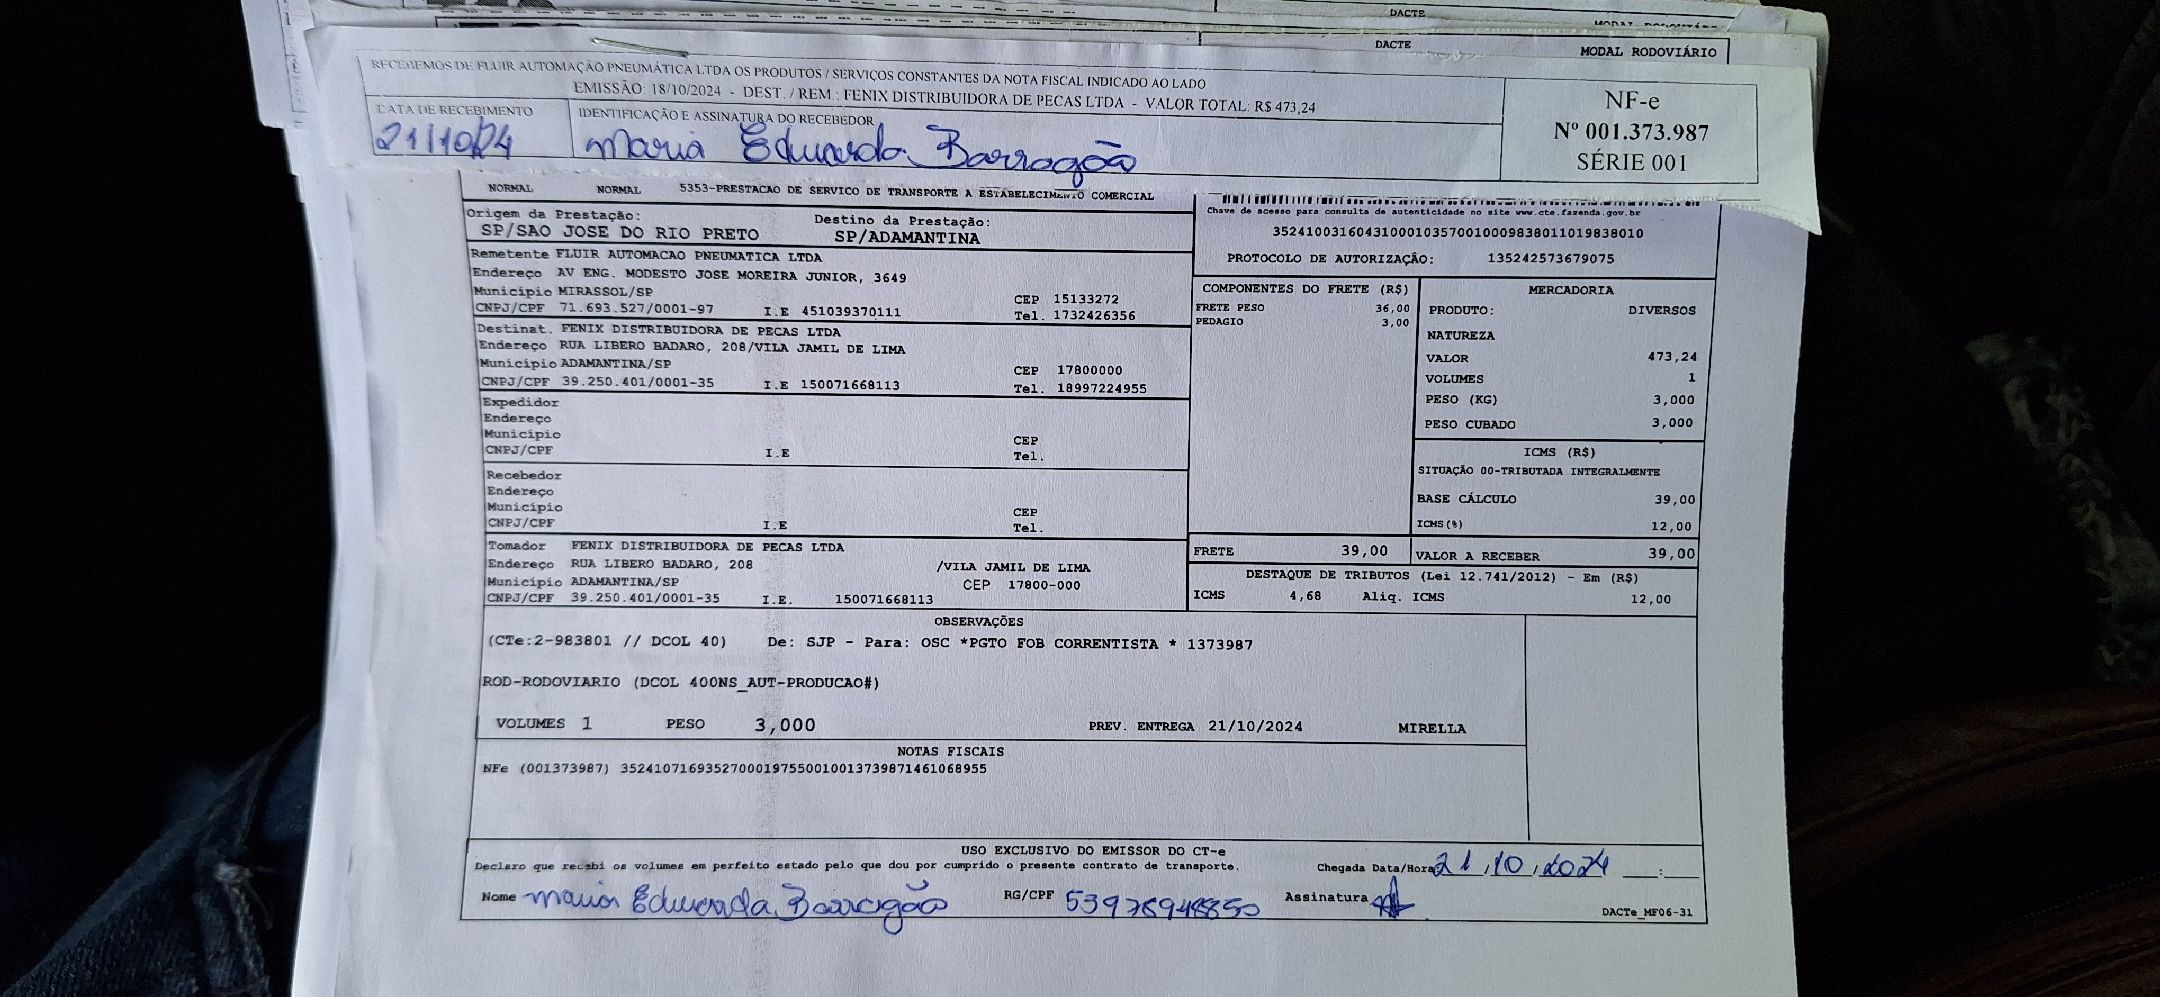 DACTE
DACTE
MODAL RODOVIÁRIO
RECEBEMOS DE FLUIR AUTOMAÇÃO PNEUMÁTICA LTDA OS PRODUTOS / SERVIÇOS CONSTANTES DA NOTA FISCAL INDICADO AO LADO
EMISSÃO: 18/10/2024 - DEST. / REM.: FENIX DISTRIBUIDORA DE PECAS LTDA - VALOR TOTAL: R$ 473,24
DATA DE RECEBIMENTO
IDENTIFICAÇÃO E ASSINATURA DO RECEBEDOR
21/10/24
Maria Eduarda Barragão
NF-e
Nº 001.373.987
SÉRIE 001
NORMAL NORMAL 5353-PRESTACAO DE SERVICO DE TRANSPORTE A ESTABELECIMENTO COMERCIAL
Origem da Prestação: Destino da Prestação:
SP/SAO JOSE DO RIO PRETO SP/ADAMANTINA
Chave de acesso para consulta de autenticidade no site www.cte.fazenda.gov.br
35241003160431000103570010009838011019838010
PROTOCOLO DE AUTORIZAÇÃO: 135242573679075
Remetente FLUIR AUTOMACAO PNEUMATICA LTDA
Endereço AV ENG. MODESTO JOSE MOREIRA JUNIOR, 3649
Município MIRASSOL/SP CEP 15133272
CNPJ/CPF 71.693.527/0001-97 I.E 451039370111 Tel. 1732426356
Destinat. FENIX DISTRIBUIDORA DE PECAS LTDA
Endereço RUA LIBERO BADARO, 208/VILA JAMIL DE LIMA
Município ADAMANTINA/SP CEP 17800000
CNPJ/CPF 39.250.401/0001-35 I.E 150071668113 Tel. 18997224955
Expedidor
Endereço
Município CEP
CNPJ/CPF I.E Tel.
Recebedor
Endereço
Município CEP
CNPJ/CPF I.E Tel.
Tomador FENIX DISTRIBUIDORA DE PECAS LTDA
Endereço RUA LIBERO BADARO, 208 /VILA JAMIL DE LIMA
Município ADAMANTINA/SP CEP 17800-000
CNPJ/CPF 39.250.401/0001-35 I.E. 150071668113
COMPONENTES DO FRETE (R$)
FRETE PESO 36,00
PEDAGIO 3,00
MERCADORIA
PRODUTO: DIVERSOS
NATUREZA
VALOR 473,24
VOLUMES 1
PESO (KG) 3,000
PESO CUBADO 3,000
ICMS (R$)
SITUAÇÃO 00-TRIBUTADA INTEGRALMENTE
BASE CÁLCULO 39,00
ICMS(%) 12,00
FRETE 39,00 VALOR A RECEBER 39,00
DESTAQUE DE TRIBUTOS (Lei 12.741/2012) - Em (R$)
ICMS 4,68 Aliq. ICMS 12,00
OBSERVAÇÕES
(CTe:2-983801 // DCOL 40) De: SJP - Para: OSC *PGTO FOB CORRENTISTA * 1373987
ROD-RODOVIARIO (DCOL 400NS_AUT-PRODUCAO#)
VOLUMES 1 PESO 3,000 PREV. ENTREGA 21/10/2024 MIRELLA
NOTAS FISCAIS
NFe (001373987) 35241071693527000197550010013739871461068955
USO EXCLUSIVO DO EMISSOR DO CT-e
Declaro que recebi os volumes em perfeito estado pelo que dou por cumprido o presente contrato de transporte. Chegada Data/Hora 21/10/2024 __:__
Nome Maria Eduarda Barragão RG/CPF 53978948850 Assinatura
DACTe_MF06-31